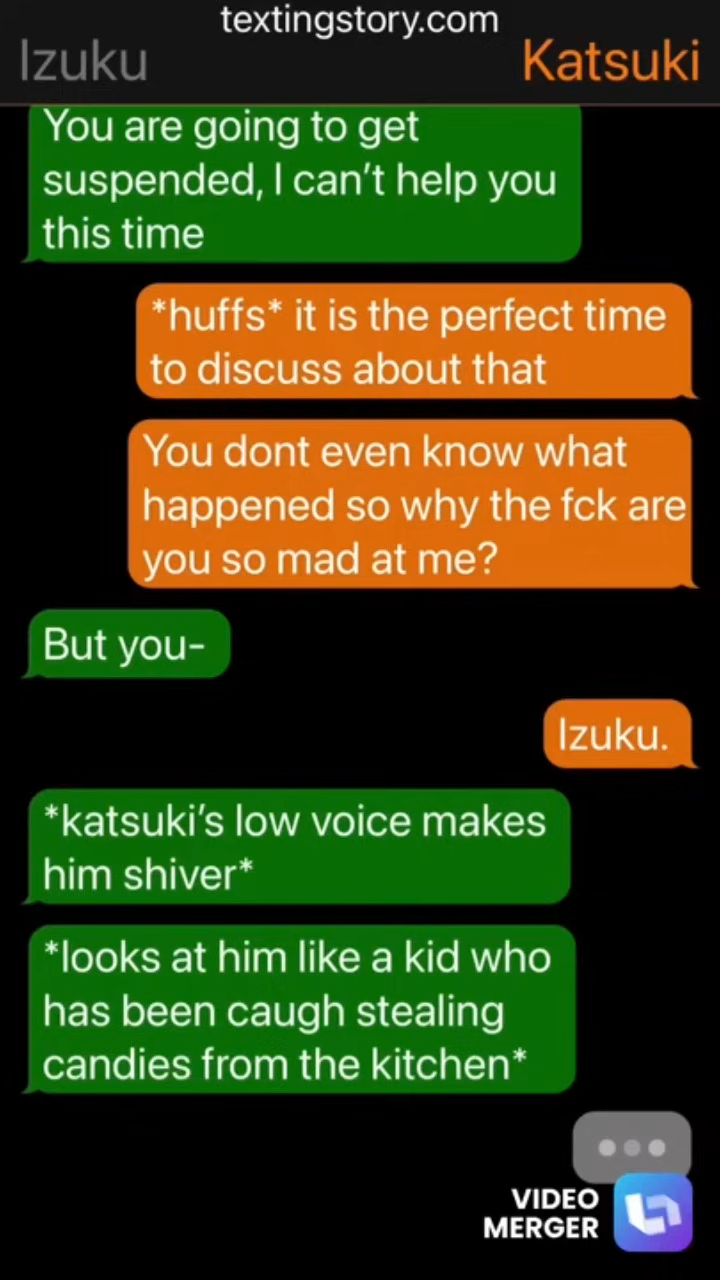 textingstory.com
Izuku
Katsuki
You are going to get
suspended, I can't help you
this time
*huffs* it is the perfect time
to discuss about that
You dont even know what
happened so why the fck are
you so mad at me?
But you-
Izuku.
*katsuki's low voice makes
him shiver*
*looks at him like a kid who
has been caugh stealing
candies from the kitchen*
VIDEO
MERGER